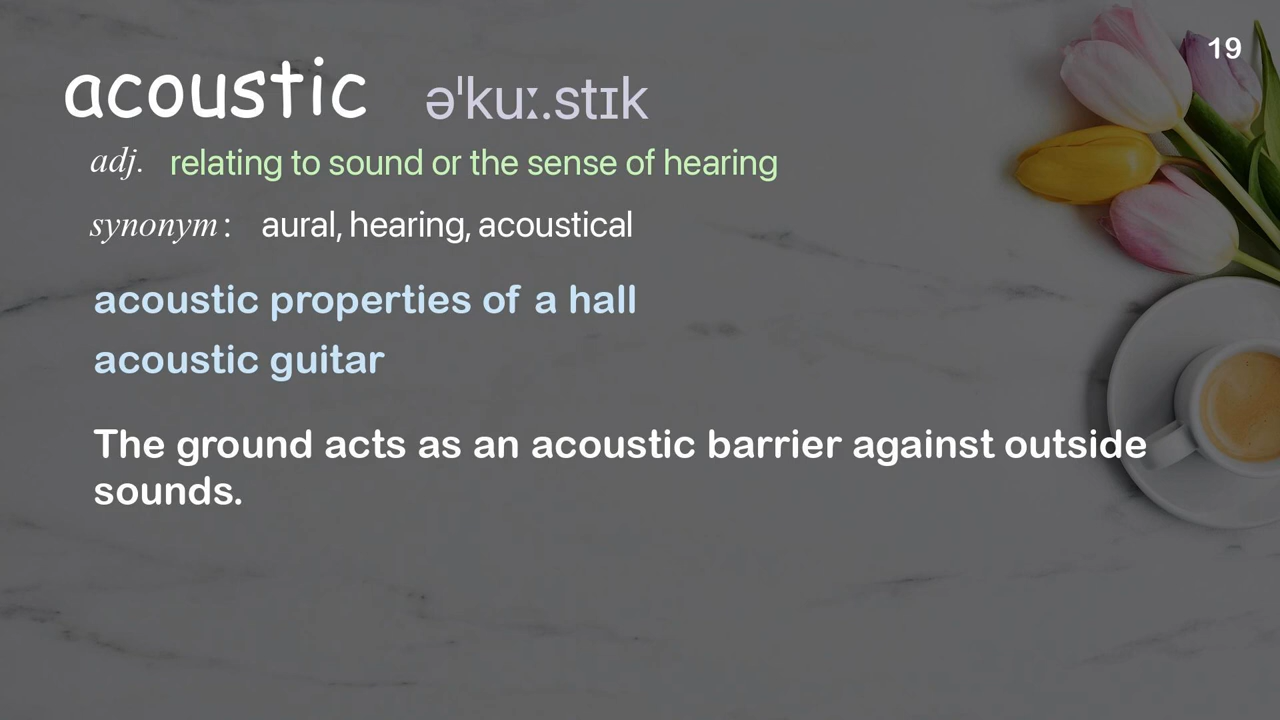 19
acoustic əˈkuː.stɪk
adj. relating to sound or the sense of hearing
synonym: aural, hearing, acoustical
acoustic properties of a hall
acoustic guitar
The ground acts as an acoustic barrier against outside
sounds.